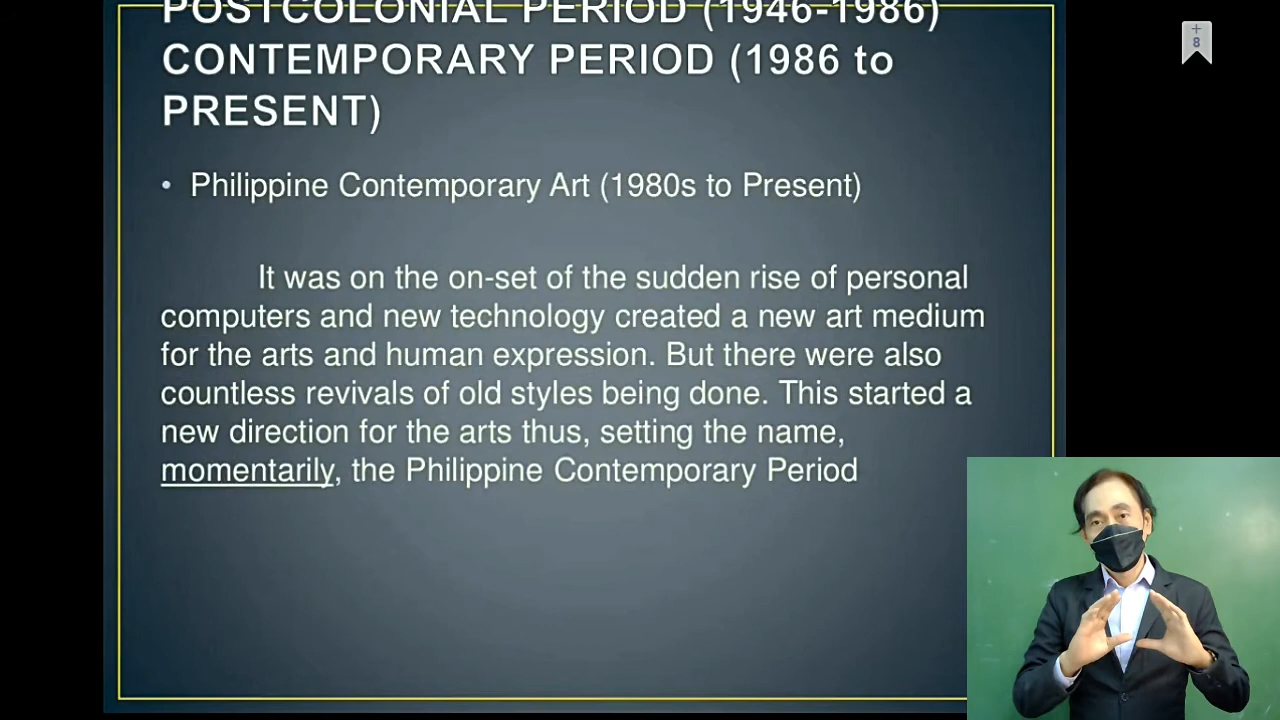 POSTCOLONIAL PERIOD (1946-1986)
CONTEMPORARY PERIOD (1986 to
PRESENT)
• Philippine Contemporary Art (1980s to Present)
It was on the on-set of the sudden rise of personal
computers and new technology created a new art medium
for the arts and human expression. But there were also
countless revivals of old styles being done. This started a
new direction for the arts thus, setting the name,
momentarily, the Philippine Contemporary Period
+
8